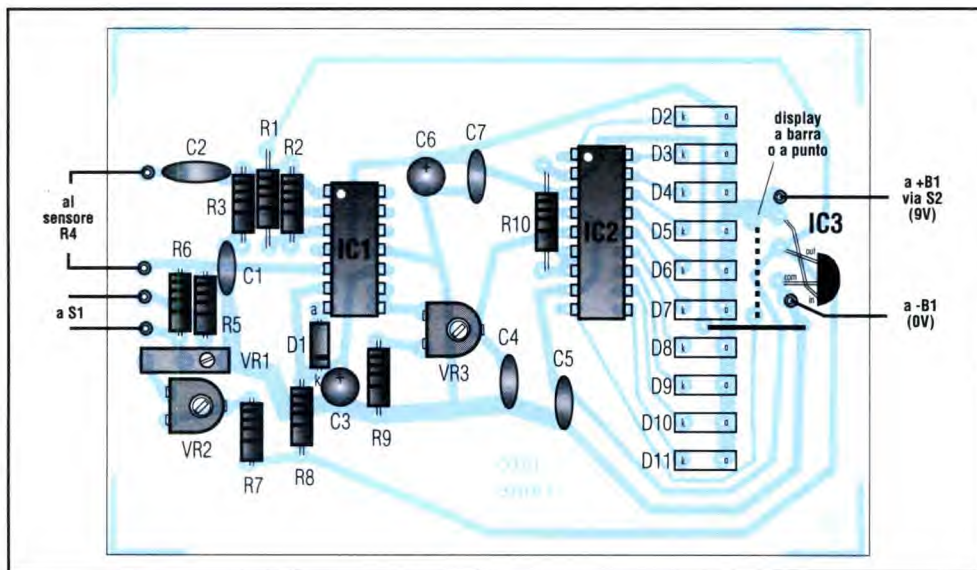 C2
R1
R2
R3
al
sensore
R4
R6
C1
R5
a S1
VR1
VR2
R7
D1
a
k
C3
R8
R9
IC1
C6
C7
VR3
C4
C5
R10
IC2
D2
k a
D3
k a
D4
k a
D5
k a
D6
k a
D7
k a
D8
k a
D9
k a
D10
k a
D11
k a
display
a barra
o a punto
a +B1
via S2
(9V)
IC3
out
com
in
a -B1
(0V)